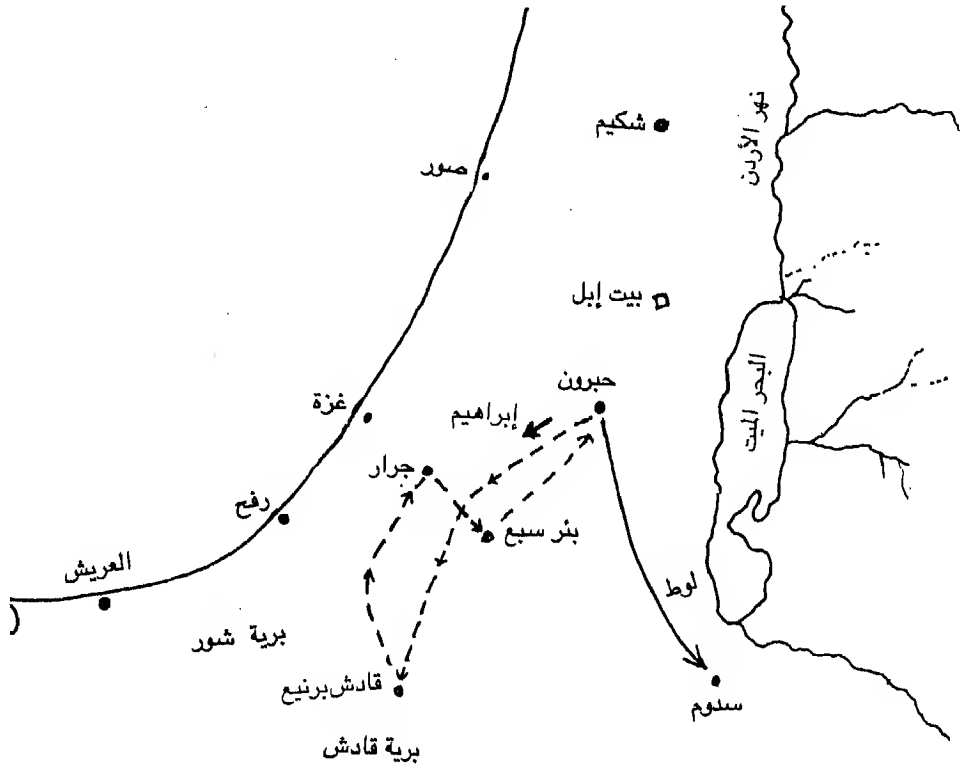 شكيم
نهر الأردن
صور
بيت إبل
البحر الميت
حبرون
غزة
إبراهيم
جرار
رفح
بئر سبع
العريش
لوط
برية شور
قادش برنيع
سدوم
برية قادش